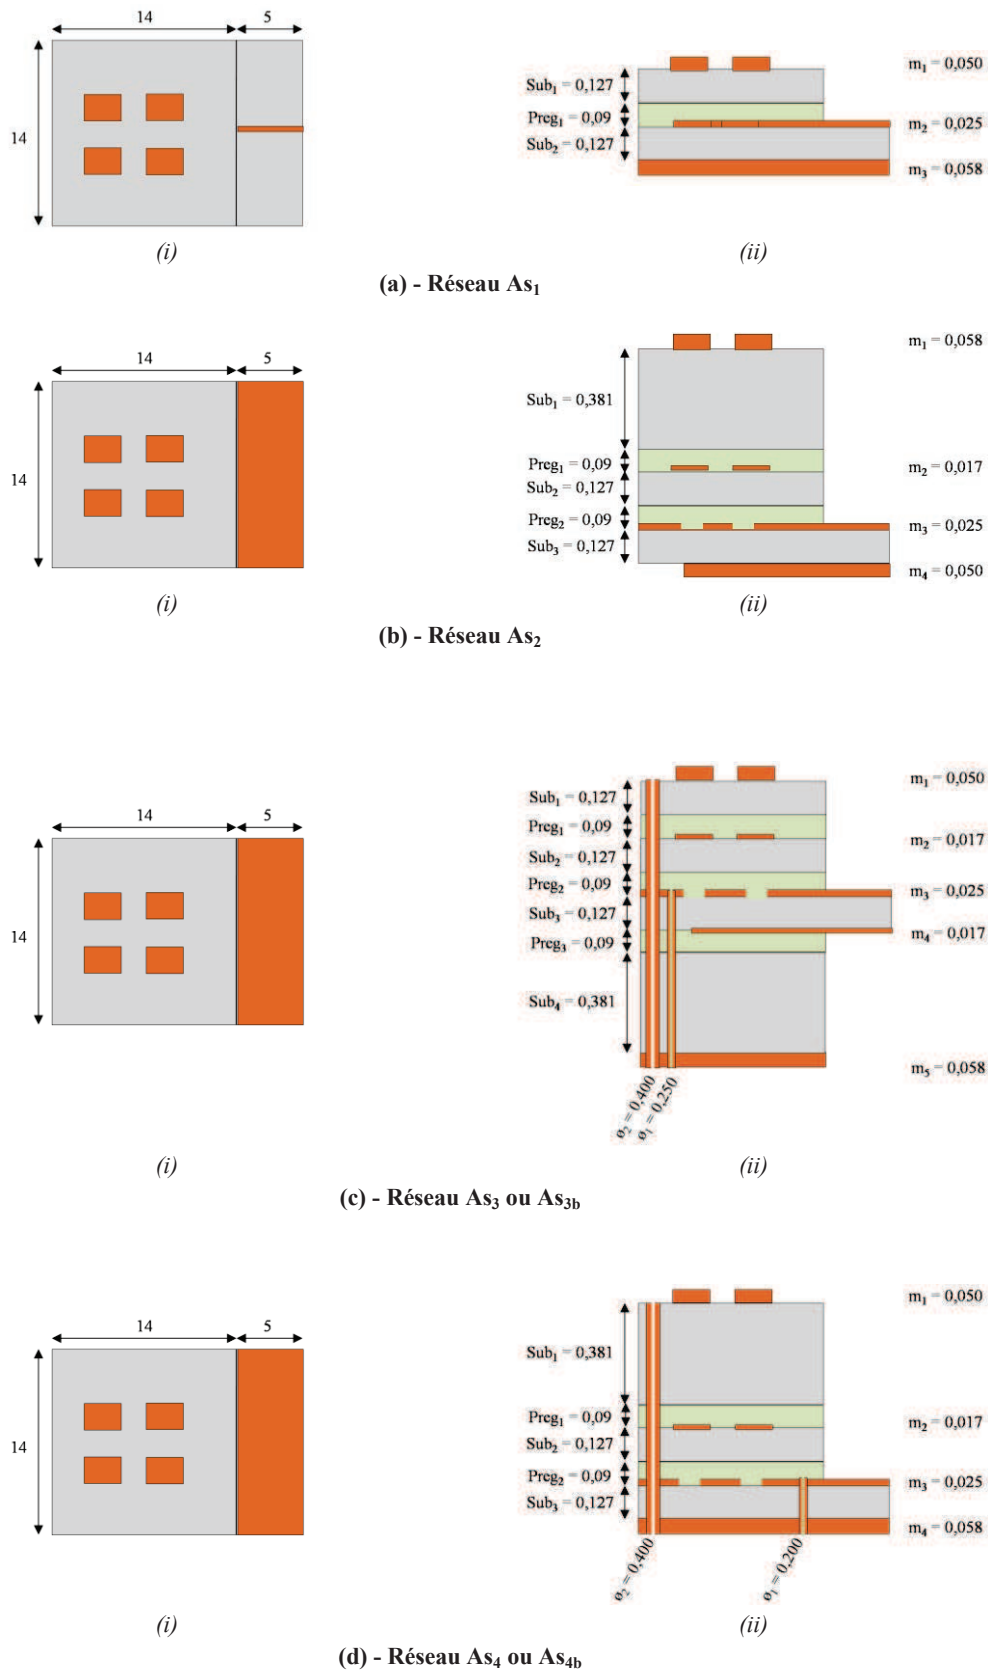 14
5
14
Sub₁ = 0,127
Preg₁ = 0,09
Sub₂ = 0,127
m₁ = 0,050
m₂ = 0,025
m₃ = 0,058
(i)
(ii)
(a) - Réseau As₁
14
5
14
Sub₁ = 0,381
Preg₁ = 0,09
Sub₂ = 0,127
Preg₂ = 0,09
Sub₃ = 0,127
m₁ = 0,058
m₂ = 0,017
m₃ = 0,025
m₄ = 0,050
(i)
(ii)
(b) - Réseau As₂
14
5
14
Sub₁ = 0,127
Preg₁ = 0,09
Sub₂ = 0,127
Preg₂ = 0,09
Sub₃ = 0,127
Preg₃ = 0,09
Sub₄ = 0,381
m₁ = 0,050
m₂ = 0,017
m₃ = 0,025
m₄ = 0,017
m₅ = 0,058
ø₂ = 0,400
ø₁ = 0,250
(i)
(ii)
(c) - Réseau As₃ ou As₃b
14
5
14
Sub₁ = 0,381
Preg₁ = 0,09
Sub₂ = 0,127
Preg₂ = 0,09
Sub₃ = 0,127
m₁ = 0,050
m₂ = 0,017
m₃ = 0,025
m₄ = 0,058
ø₂ = 0,400
ø₁ = 0,200
(i)
(ii)
(d) - Réseau As₄ ou As₄b